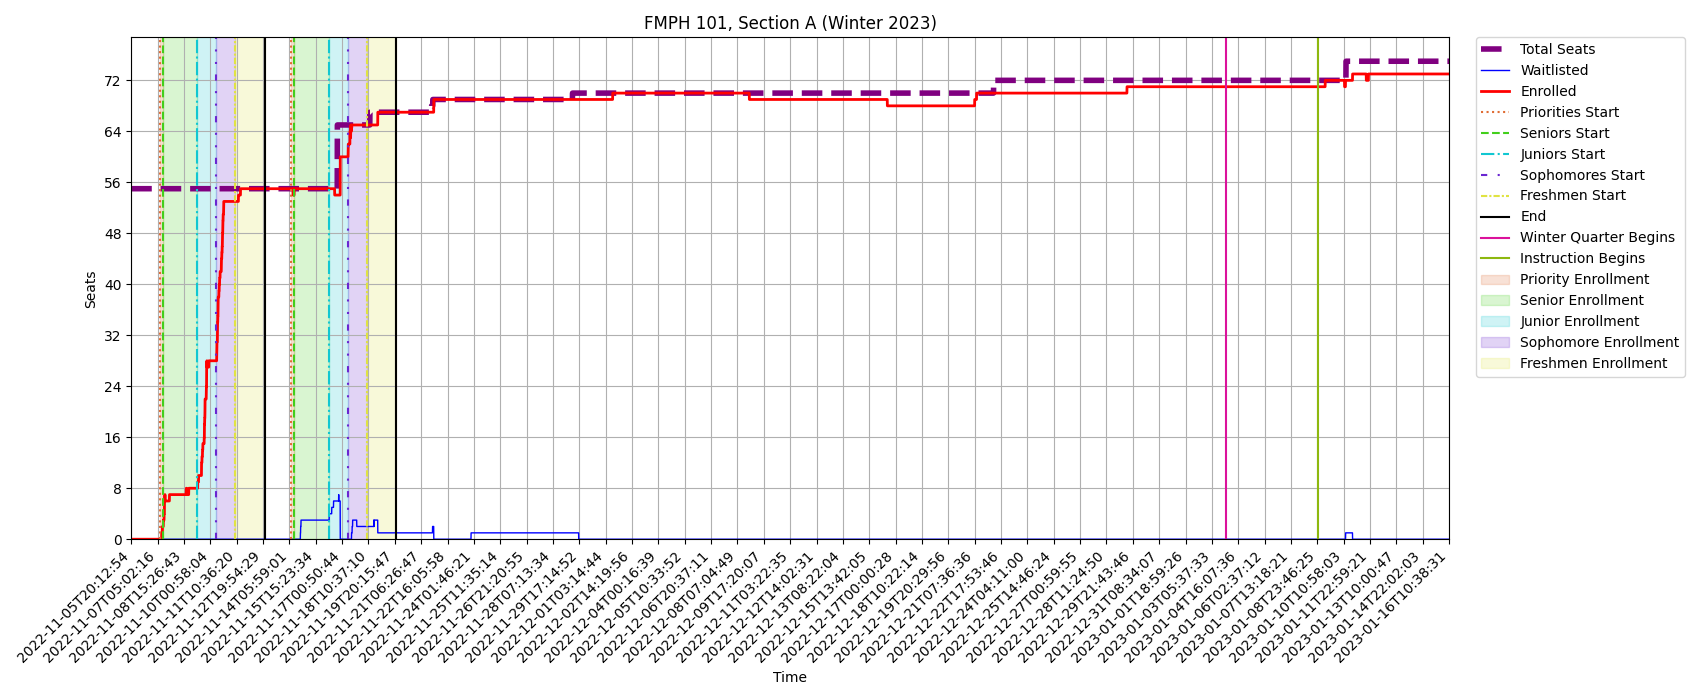 FMPH 101, Section A (Winter 2023)
Seats
72
64
56
48
40
32
24
16
8
0
2022-11-05T20:12:54
2022-11-07T05:02:16
2022-11-08T15:26:43
2022-11-10T00:58:04
2022-11-11T10:36:20
2022-11-12T19:54:29
2022-11-14T05:59:01
2022-11-15T15:23:34
2022-11-17T00:50:44
2022-11-18T10:37:10
2022-11-19T20:15:47
2022-11-21T06:26:47
2022-11-22T16:05:58
2022-11-24T01:46:21
2022-11-25T11:35:14
2022-11-26T21:20:55
2022-11-28T07:13:34
2022-11-29T17:14:52
2022-12-01T03:14:44
2022-12-02T14:19:56
2022-12-04T00:16:39
2022-12-05T10:33:52
2022-12-06T20:37:11
2022-12-08T07:04:49
2022-12-09T17:20:07
2022-12-11T03:22:35
2022-12-12T14:02:31
2022-12-13T08:22:04
2022-12-15T13:42:05
2022-12-17T00:00:28
2022-12-18T10:22:14
2022-12-19T20:29:56
2022-12-21T07:36:36
2022-12-22T17:53:46
2022-12-24T04:11:00
2022-12-25T14:46:24
2022-12-27T00:59:55
2022-12-28T11:24:50
2022-12-29T21:43:46
2022-12-31T08:34:07
2023-01-01T18:59:26
2023-01-03T05:37:33
2023-01-04T16:07:36
2023-01-06T02:37:12
2023-01-07T13:18:21
2023-01-08T23:46:25
2023-01-10T10:58:03
2023-01-11T22:59:21
2023-01-13T10:00:47
2023-01-14T22:02:03
2023-01-16T10:38:31
Time
Total Seats
Waitlisted
Enrolled
Priorities Start
Seniors Start
Juniors Start
Sophomores Start
Freshmen Start
End
Winter Quarter Begins
Instruction Begins
Priority Enrollment
Senior Enrollment
Junior Enrollment
Sophomore Enrollment
Freshmen Enrollment